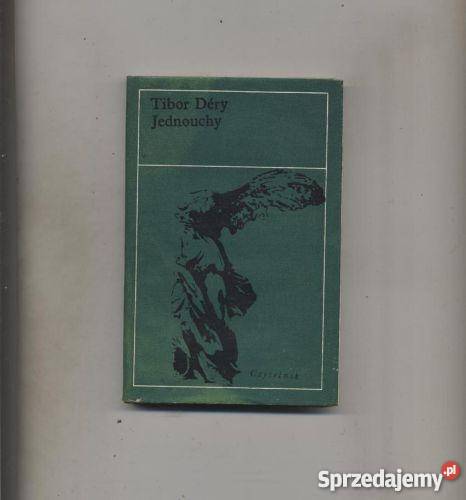 Tibor Déry
Jednouchy
Czytelnik
Sprzedajemy.pl